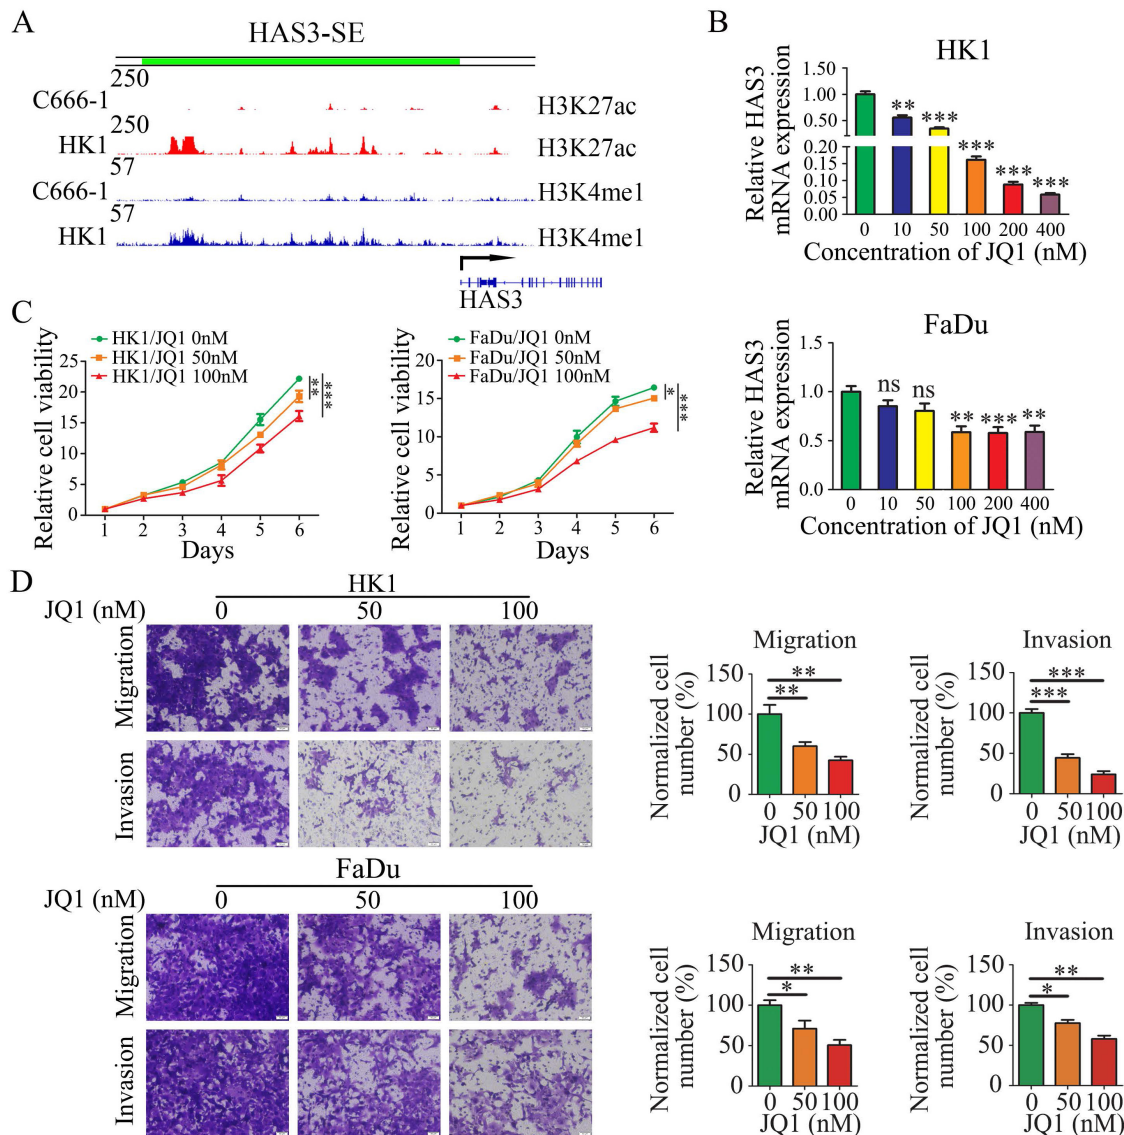 A
HAS3-SE
250
C666-1
H3K27ac
250
HK1
H3K27ac
57
C666-1
H3K4me1
57
HK1
H3K4me1
HAS3
B
HK1
Relative HAS3
mRNA expression
1.50
1.00
0.50
0.20
0.15
0.10
0.05
0.00
** *** *** *** ***
0 10 50 100 200 400
Concentration of JQ1 (nM)
FaDu
Relative HAS3
mRNA expression
1.5
1.0
0.5
0.0
ns ns ** *** **
0 10 50 100 200 400
Concentration of JQ1 (nM)
C
HK1/JQ1 0nM
HK1/JQ1 50nM
HK1/JQ1 100nM
Relative cell viability
25
20
15
10
5
0
** ***
1 2 3 4 5 6
Days
FaDu/JQ1 0nM
FaDu/JQ1 50nM
FaDu/JQ1 100nM
Relative cell viability
20
15
10
5
0
* ***
1 2 3 4 5 6
Days
D
HK1
JQ1 (nM) 0 50 100
Migration
Invasion
Migration
Normalized cell
number (%)
150
100
50
0
**
**
0 50 100
JQ1 (nM)
Invasion
Normalized cell
number (%)
150
100
50
0
***
***
0 50 100
JQ1 (nM)
FaDu
JQ1 (nM) 0 50 100
Migration
Invasion
Migration
Normalized cell
number (%)
150
100
50
0
**
*
0 50 100
JQ1 (nM)
Invasion
Normalized cell
number (%)
150
100
50
0
**
*
0 50 100
JQ1 (nM)